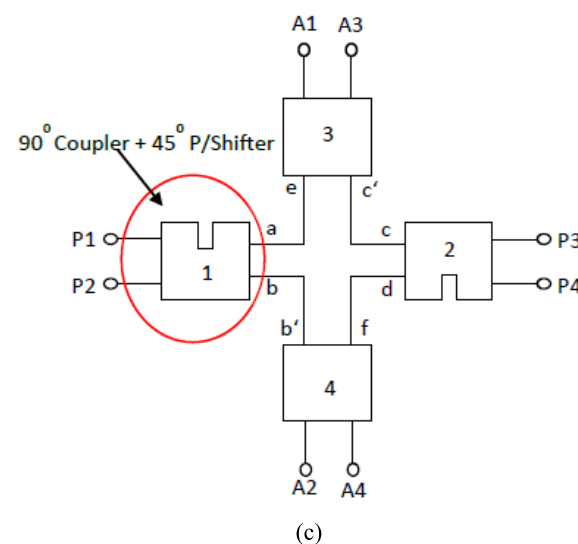 A1 A3
90° Coupler + 45° P/Shifter
3
e c‘
P1 a c P3
1 2
P2 b d P4
b‘ f
4
A2 A4
(c)